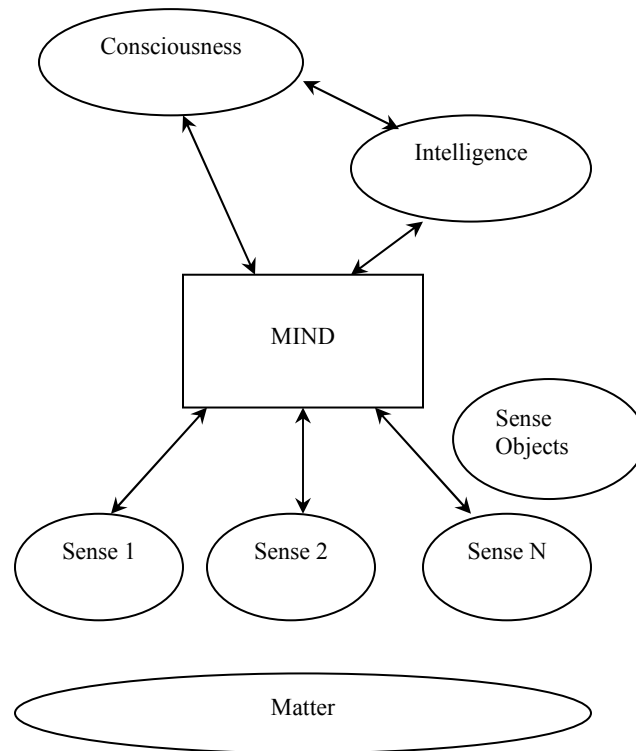 Consciousness
Intelligence
MIND
Sense
Objects
Sense 1
Sense 2
Sense N
Matter